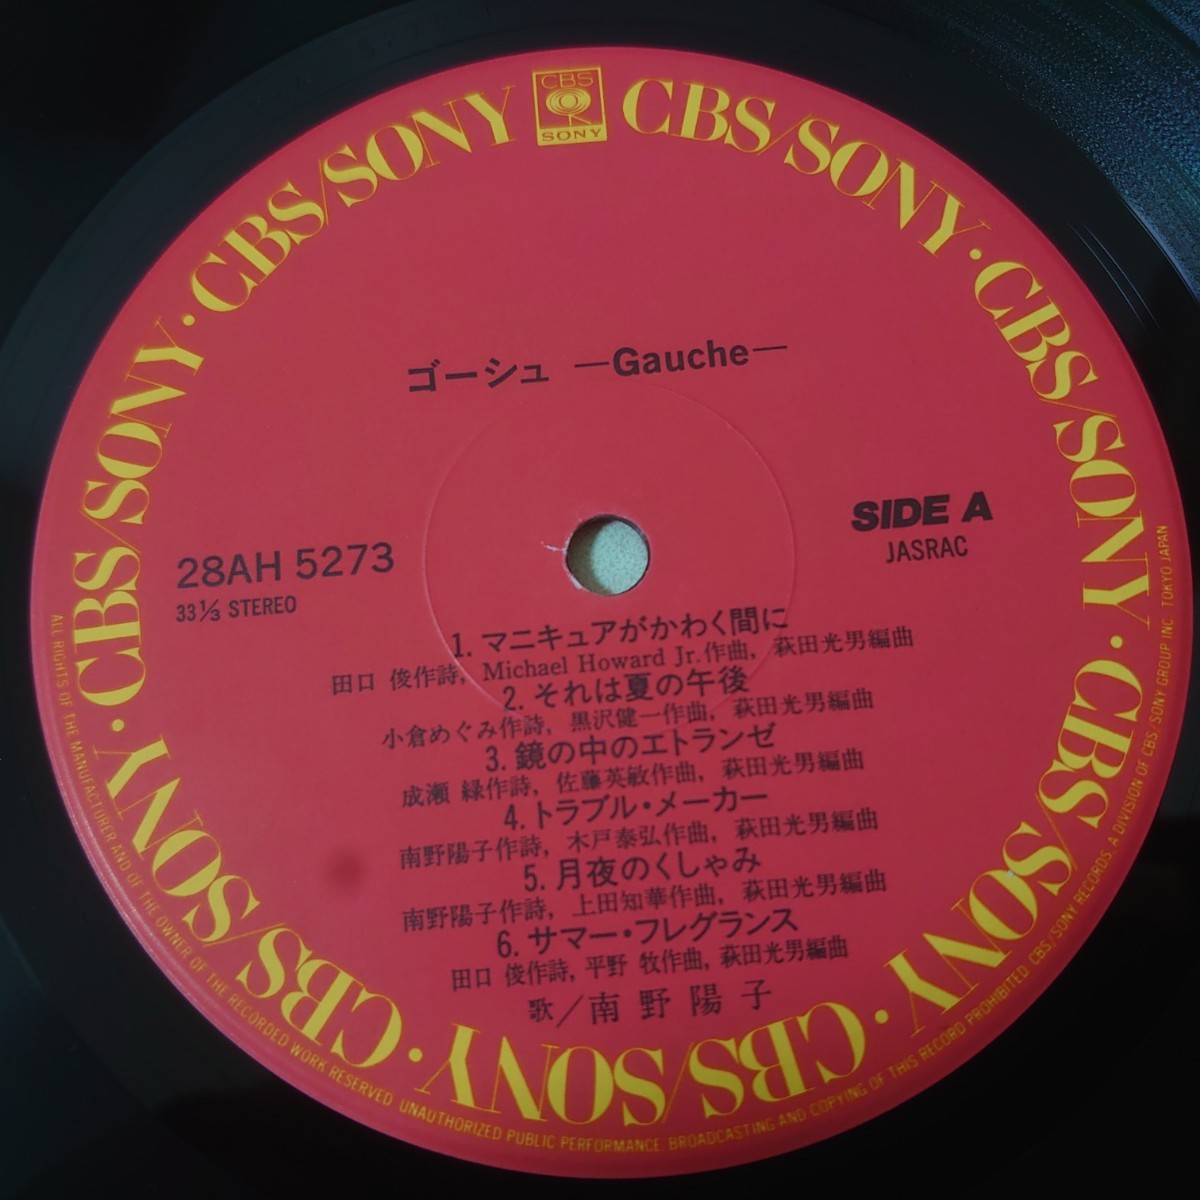 CBS
SONY
CBS/SONY・CBS/SONY・CBS/SONY・CBS/SONY・CBS/SONY・CBS/SONY・CBS/SONY・CBS/SONY
ゴーシュ ―Gauche―
SIDE A
JASRAC
28AH 5273
33 1/3 STEREO
1. マニキュアがかわく間に
田口 俊作詩, Michael Howard Jr.作曲, 萩田光男編曲
2. それは夏の午後
小倉めぐみ作詩, 黒沢健一作曲, 萩田光男編曲
3. 鏡の中のエトランゼ
成瀬 緑作詩, 佐藤英敏作曲, 萩田光男編曲
4. トラブル・メーカー
南野陽子作詩, 木戸泰弘作曲, 萩田光男編曲
5. 月夜のくしゃみ
南野陽子作詩, 上田知華作曲, 萩田光男編曲
6. サマー・フレグランス
田口 俊作詩, 平野 牧作曲, 萩田光男編曲
歌／南野陽子
ALL RIGHTS OF THE MANUFACTURER AND OF THE OWNER OF THE RECORDED WORK RESERVED UNAUTHORIZED PUBLIC PERFORMANCE. BROADCASTING AND COPYING OF THIS RECORD PROHIBITED. CBS/SONY RECORDS. A DIVISION OF CBS/SONY GROUP INC. TOKYO JAPAN